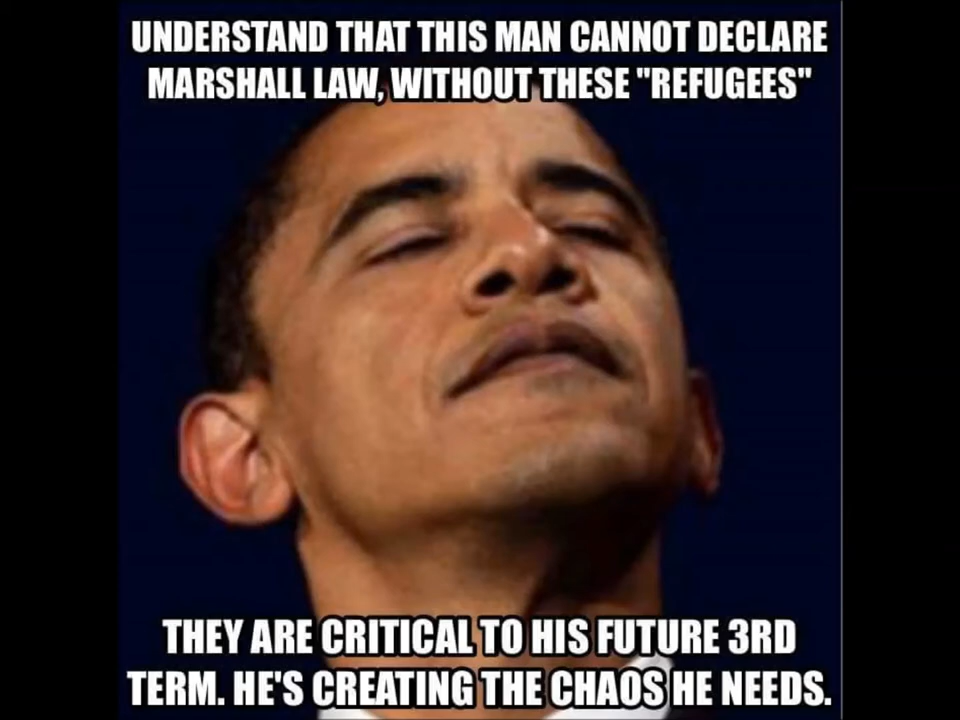 UNDERSTAND THAT THIS MAN CANNOT DECLARE
MARSHALL LAW, WITHOUT THESE "REFUGEES"
THEY ARE CRITICAL TO HIS FUTURE 3RD
TERM. HE'S CREATING THE CHAOS HE NEEDS.